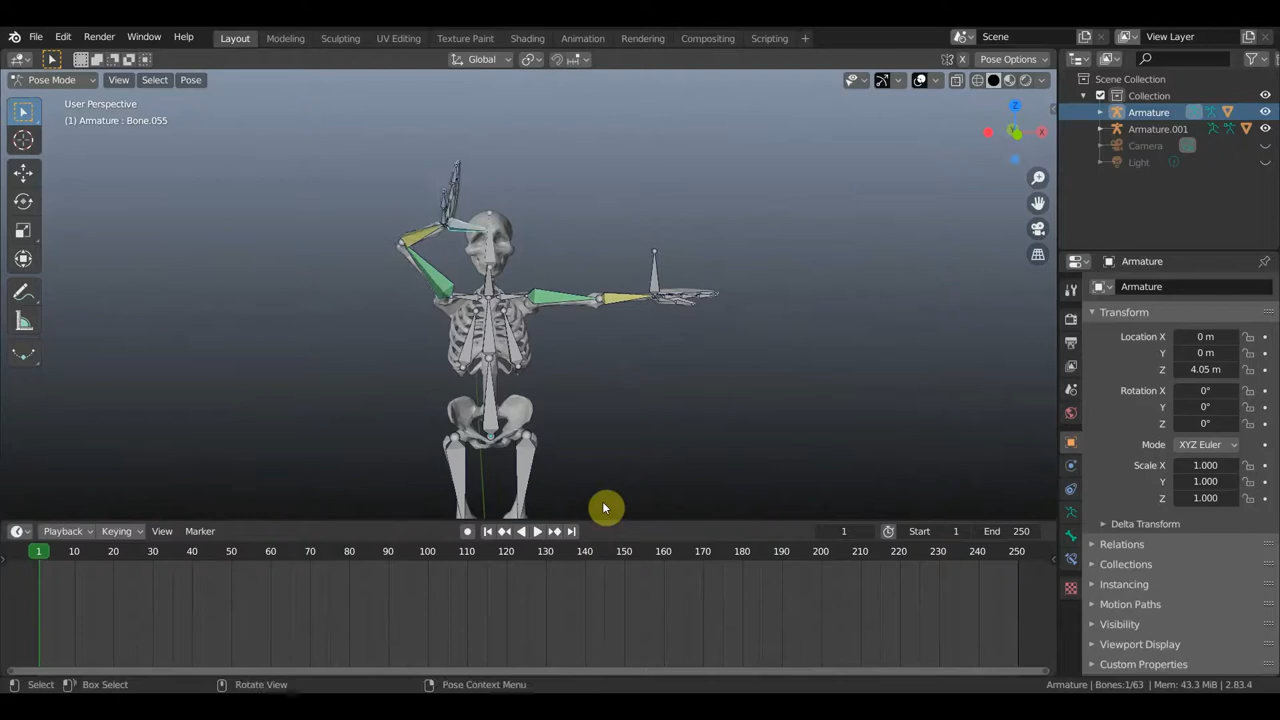 File Edit Render Window Help Layout Modeling Sculpting UV Editing Texture Paint Shading Animation Rendering Compositing Scripting + Scene View Layer
Global X Pose Options
Pose Mode View Select Pose
User Perspective
(1) Armature : Bone.055
Z
X
Y
Scene Collection
Collection
Armature
Armature.001
Camera
Light
Armature
Armature
Transform
Location X 0 m
Y 0 m
Z 4.05 m
Rotation X 0°
Y 0°
Z 0°
Mode XYZ Euler
Scale X 1.000
Y 1.000
Z 1.000
Delta Transform
Relations
Collections
Instancing
Motion Paths
Visibility
Viewport Display
Custom Properties
Playback Keying View Marker 1 Start 1 End 250
1 10 20 30 40 50 60 70 80 90 100 110 120 130 140 150 160 170 180 190 200 210 220 230 240 250
Select Box Select Rotate View Pose Context Menu Armature | Bones:1/63 | Mem: 43.3 MiB | 2.83.4